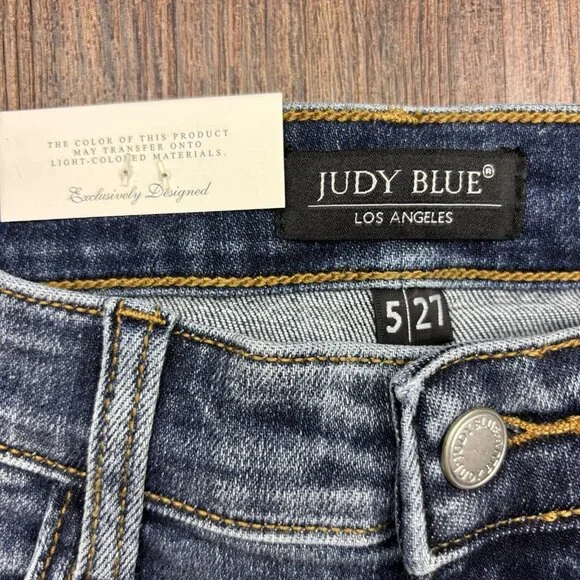 THE COLOR OF THIS PRODUCT
MAY TRANSFER ONTO
LIGHT-COLORED MATERIALS.
Exclusively Designed
JUDY BLUE®
LOS ANGELES
5|27
JUDY BLUE